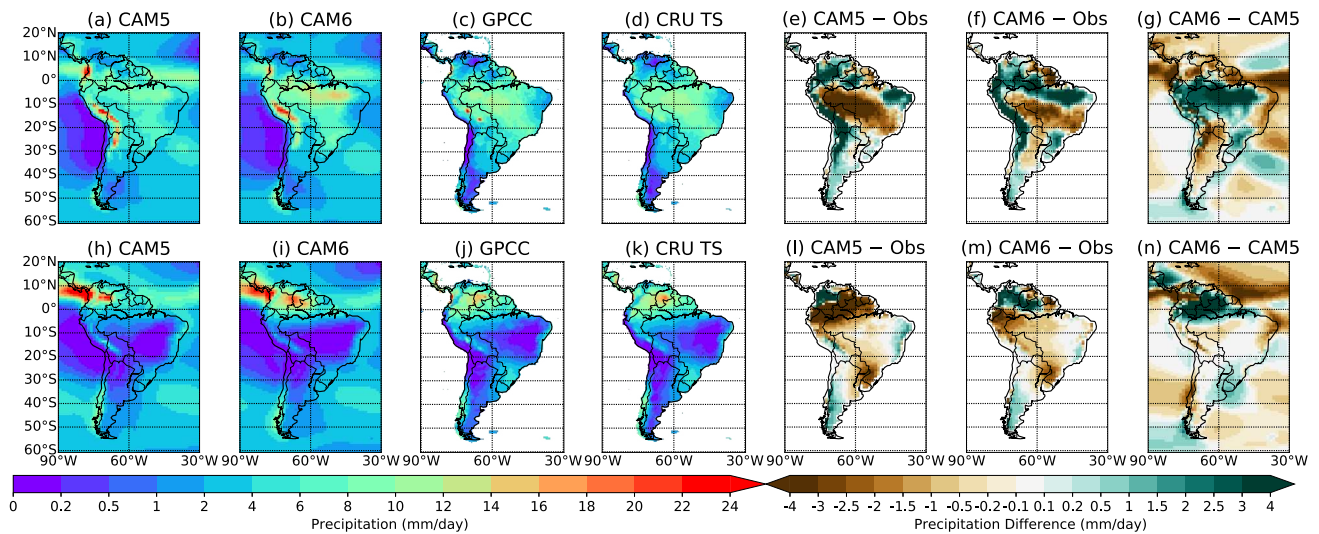 (a) CAM5 (b) CAM6 (c) GPCC (d) CRU TS (e) CAM5 − Obs (f) CAM6 − Obs (g) CAM6 − CAM5
20°N
10°N
0°
10°S
20°S
30°S
40°S
50°S
60°S
(h) CAM5 (i) CAM6 (j) GPCC (k) CRU TS (l) CAM5 − Obs (m) CAM6 − Obs (n) CAM6 − CAM5
20°N
10°N
0°
10°S
20°S
30°S
40°S
50°S
60°S
90°W 60°W 30°W 90°W 60°W 30°W 90°W 60°W 30°W 90°W 60°W 30°W 90°W 60°W 30°W 90°W 60°W 30°W 90°W 60°W 30°W
0 0.2 0.5 1 2 4 6 8 10 12 14 16 18 20 22 24 -4 -3 -2.5 -2 -1.5 -1 -0.5 -0.2 -0.1 0.1 0.2 0.5 1 1.5 2 2.5 3 4
Precipitation (mm/day) Precipitation Difference (mm/day)